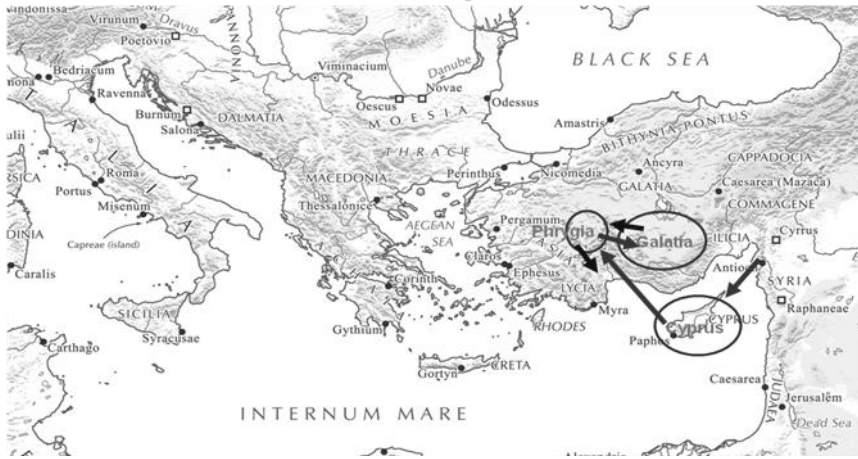 Vindonissa
Virunum
Dravus
Poetovio
PANNONIA
BLACK SEA
Bedriacum
Ravenna
Viminacium
Danube
Novae
Oescus
Odessus
Burnum
DALMATIA
Salona
MOESIA
Amastris
BITHYNIA-PONTUS
THRACE
ITALIA
Roma
Portus
MACEDONIA
Perinthus
Nicomedia
Ancyra
CAPPADOCIA
GALATIA
Caesarea (Mazaca)
Misenum
Thessalonice
COMMAGENE
Capreae (island)
AEGEAN
SEA
Pergamum
Phrygia
Galatia
CILICIA
Cyrrus
ASIA
Claros
Ephesus
Antioch
Caralis
Corinth
LYCIA
SYRIA
Myra
Raphaneae
SICILIA
Syracusae
Gythium
RHODES
CYPRUS
Cyprus
Paphos
Carthago
Gortyn
CRETA
Caesarea
JUDAEA
Jerusalem
INTERNUM MARE
Dead Sea